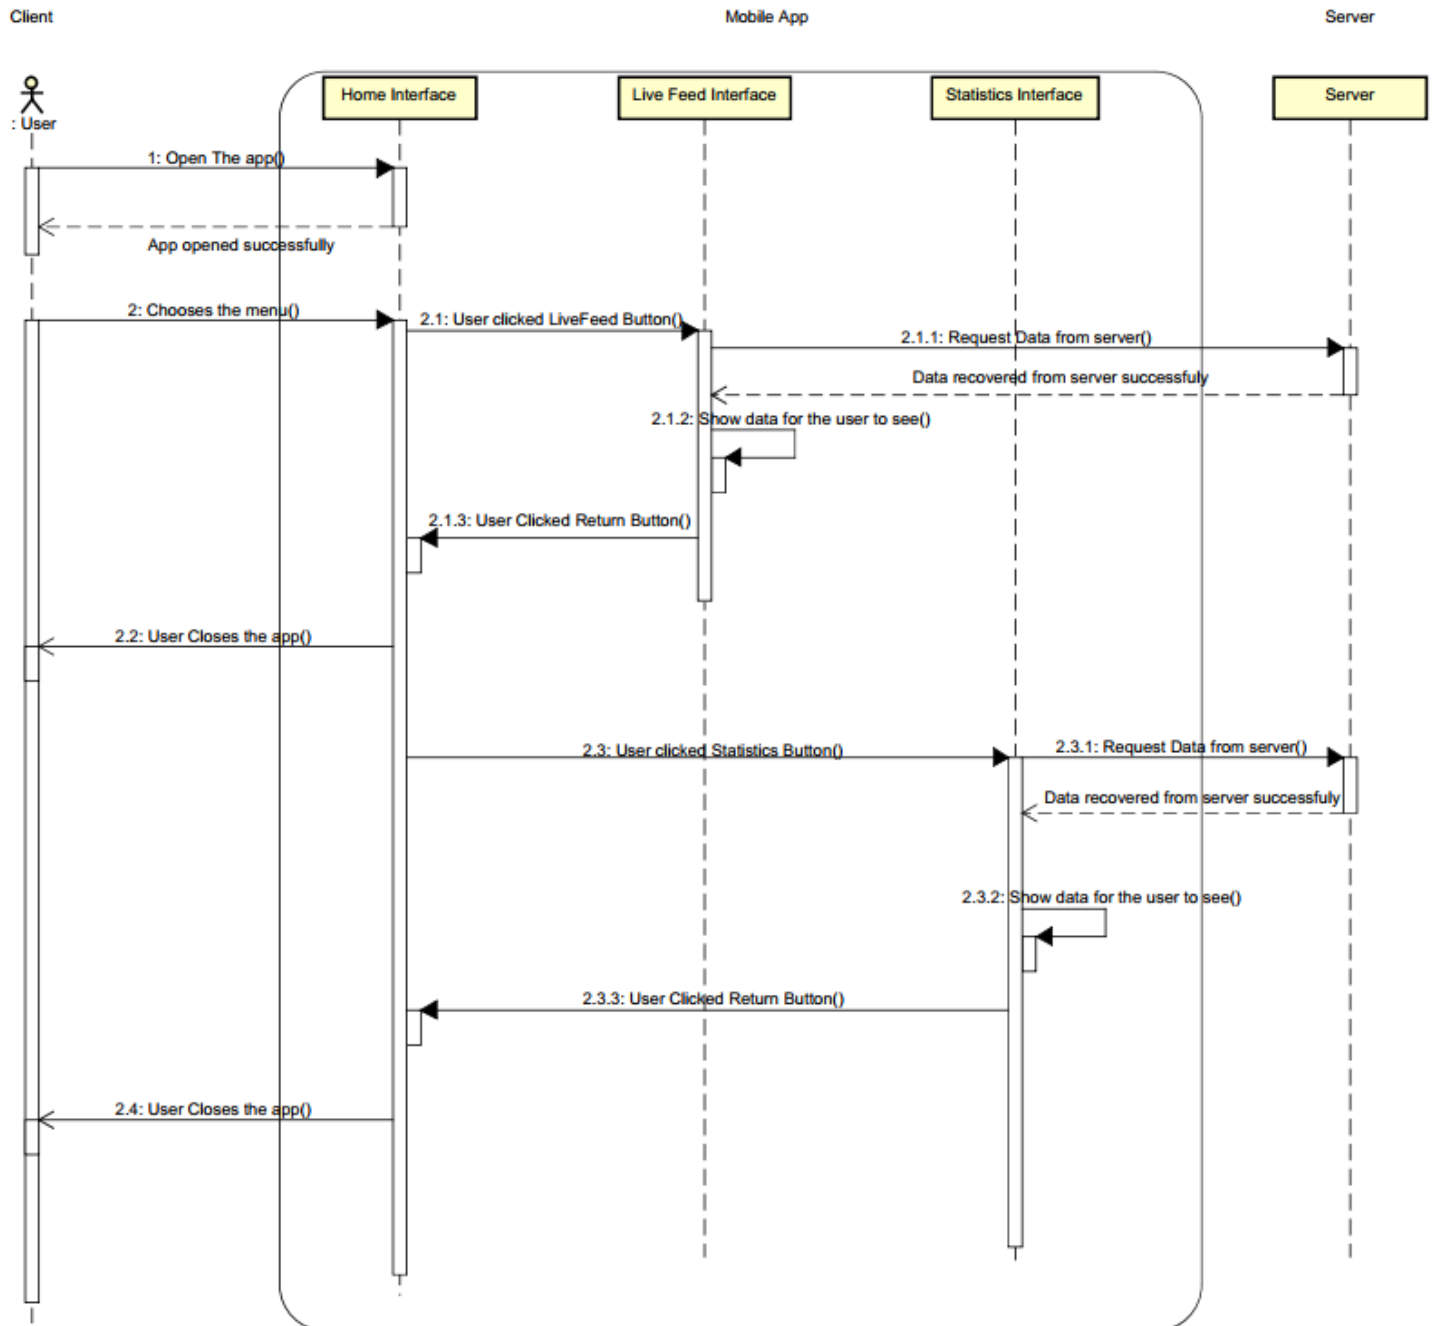 Client
Mobile App
Server
Home Interface
Live Feed Interface
Statistics Interface
Server
: User
1: Open The app()
App opened successfully
2: Chooses the menu()
2.1: User clicked LiveFeed Button()
2.1.1: Request Data from server()
Data recovered from server successfuly
2.1.2: Show data for the user to see()
2.1.3: User Clicked Return Button()
2.2: User Closes the app()
2.3: User clicked Statistics Button()
2.3.1: Request Data from server()
Data recovered from server successfuly
2.3.2: Show data for the user to see()
2.3.3: User Clicked Return Button()
2.4: User Closes the app()